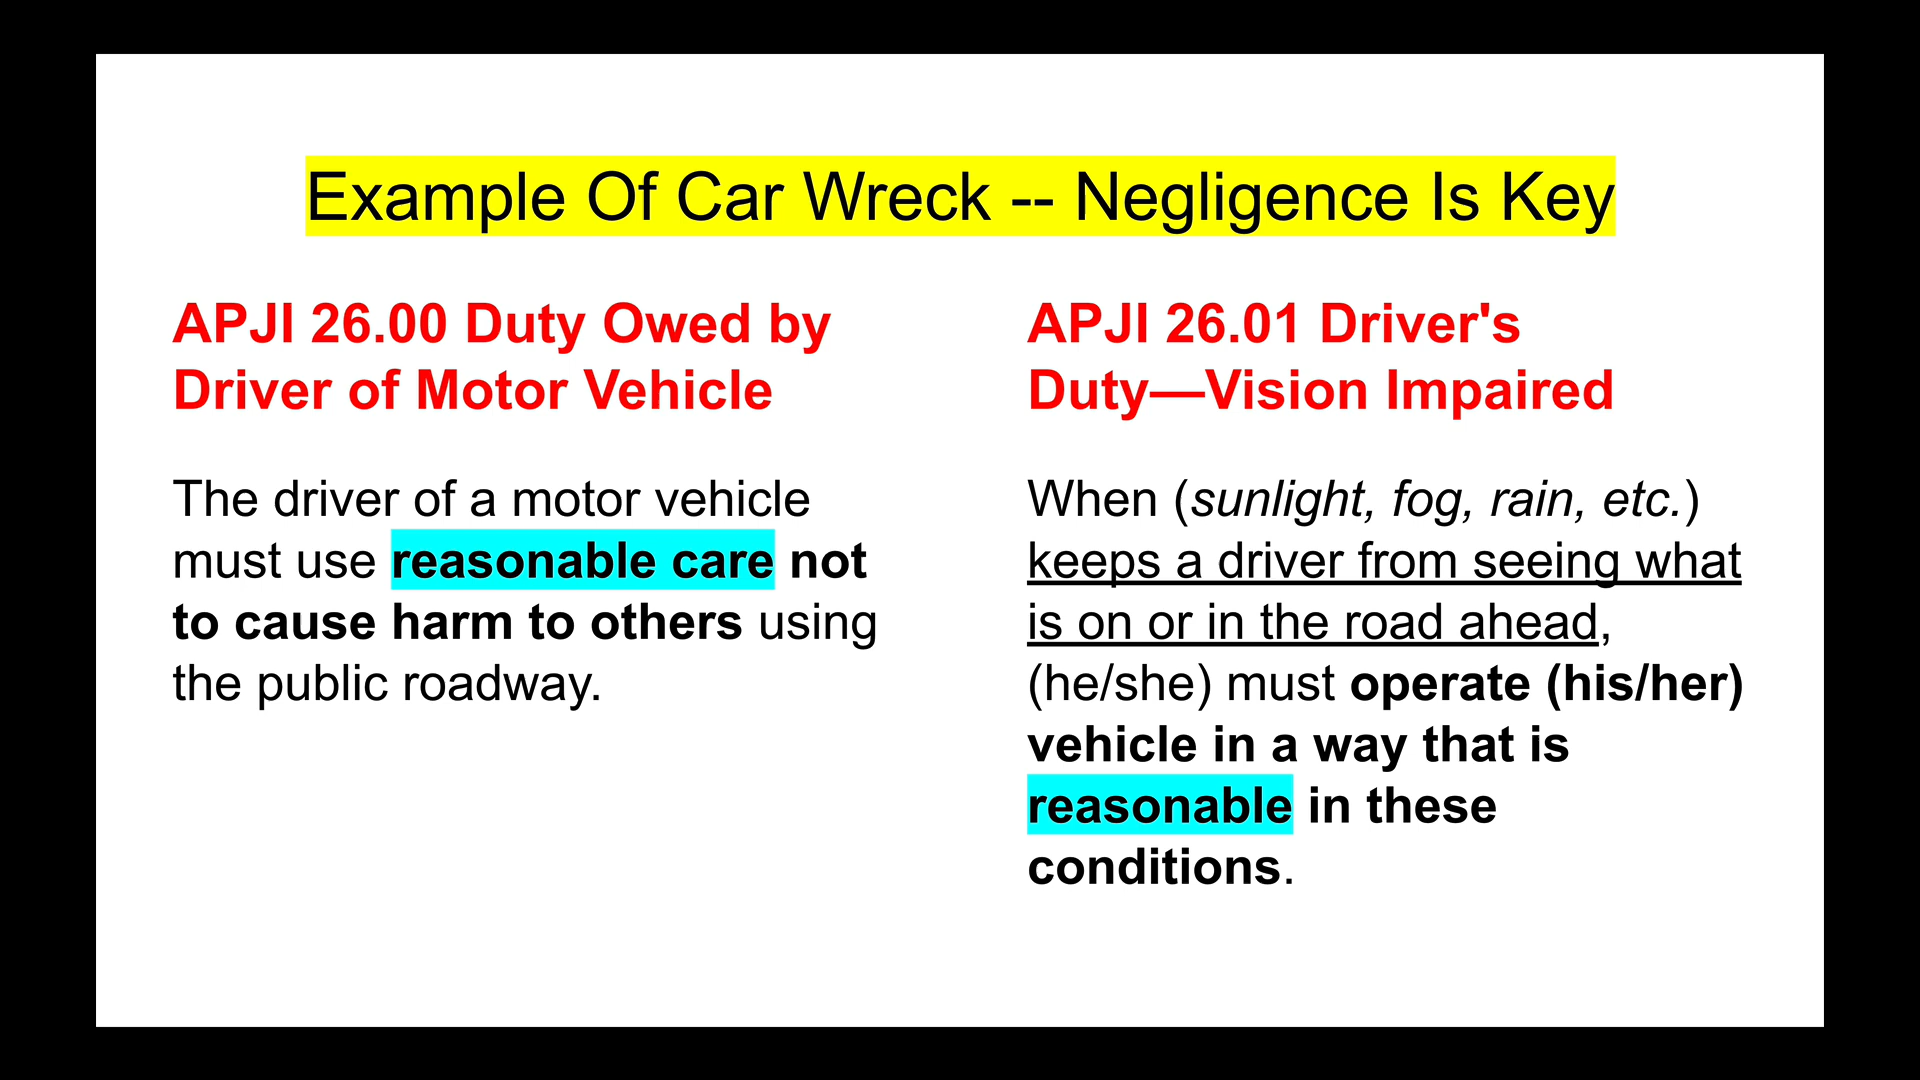 Example Of Car Wreck -- Negligence Is Key
APJI 26.00 Duty Owed by
Driver of Motor Vehicle
The driver of a motor vehicle
must use reasonable care not
to cause harm to others using
the public roadway.
APJI 26.01 Driver's
Duty—Vision Impaired
When (sunlight, fog, rain, etc.)
keeps a driver from seeing what
is on or in the road ahead,
(he/she) must operate (his/her)
vehicle in a way that is
reasonable in these
conditions.